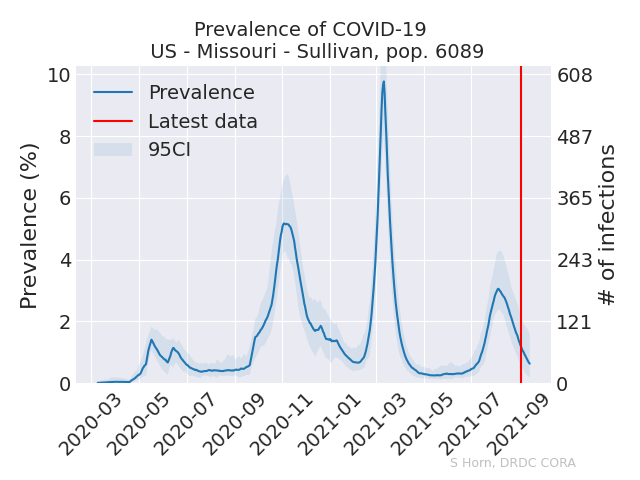 Prevalence of COVID-19
US - Missouri - Sullivan, pop. 6089
Prevalence
Latest data
95CI
Prevalence (%)
10
8
6
4
2
0
608
487
365
243
121
0
# of infections
2020-03
2020-05
2020-07
2020-09
2020-11
2021-01
2021-03
2021-05
2021-07
2021-09
S Horn, DRDC CORA